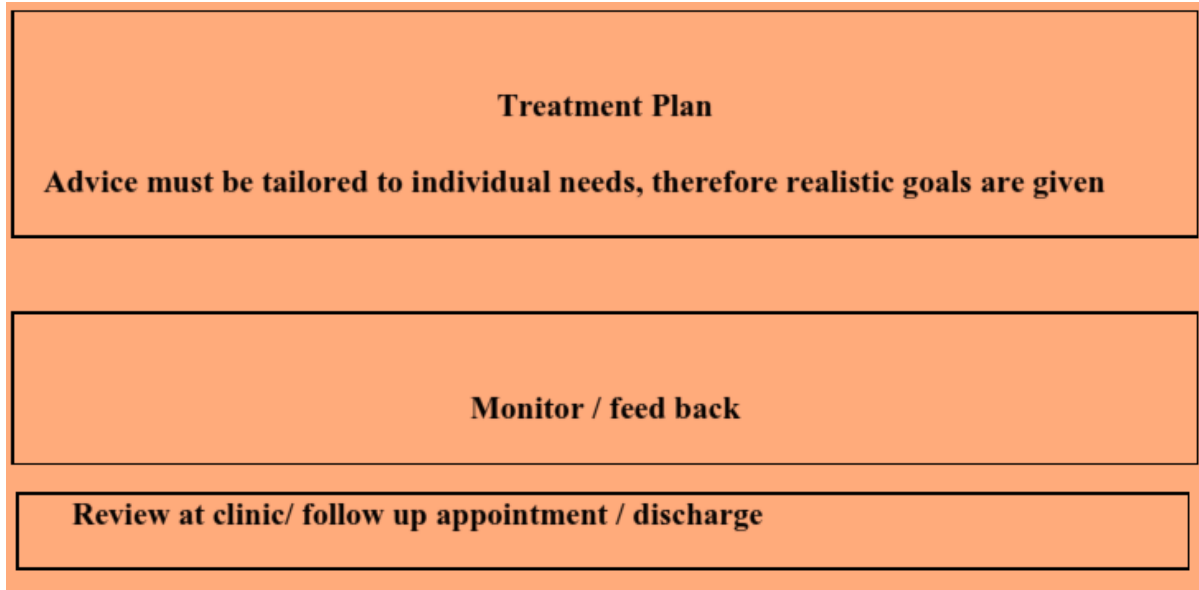 Treatment Plan
Advice must be tailored to individual needs, therefore realistic goals are given
Monitor / feed back
Review at clinic/ follow up appointment / discharge